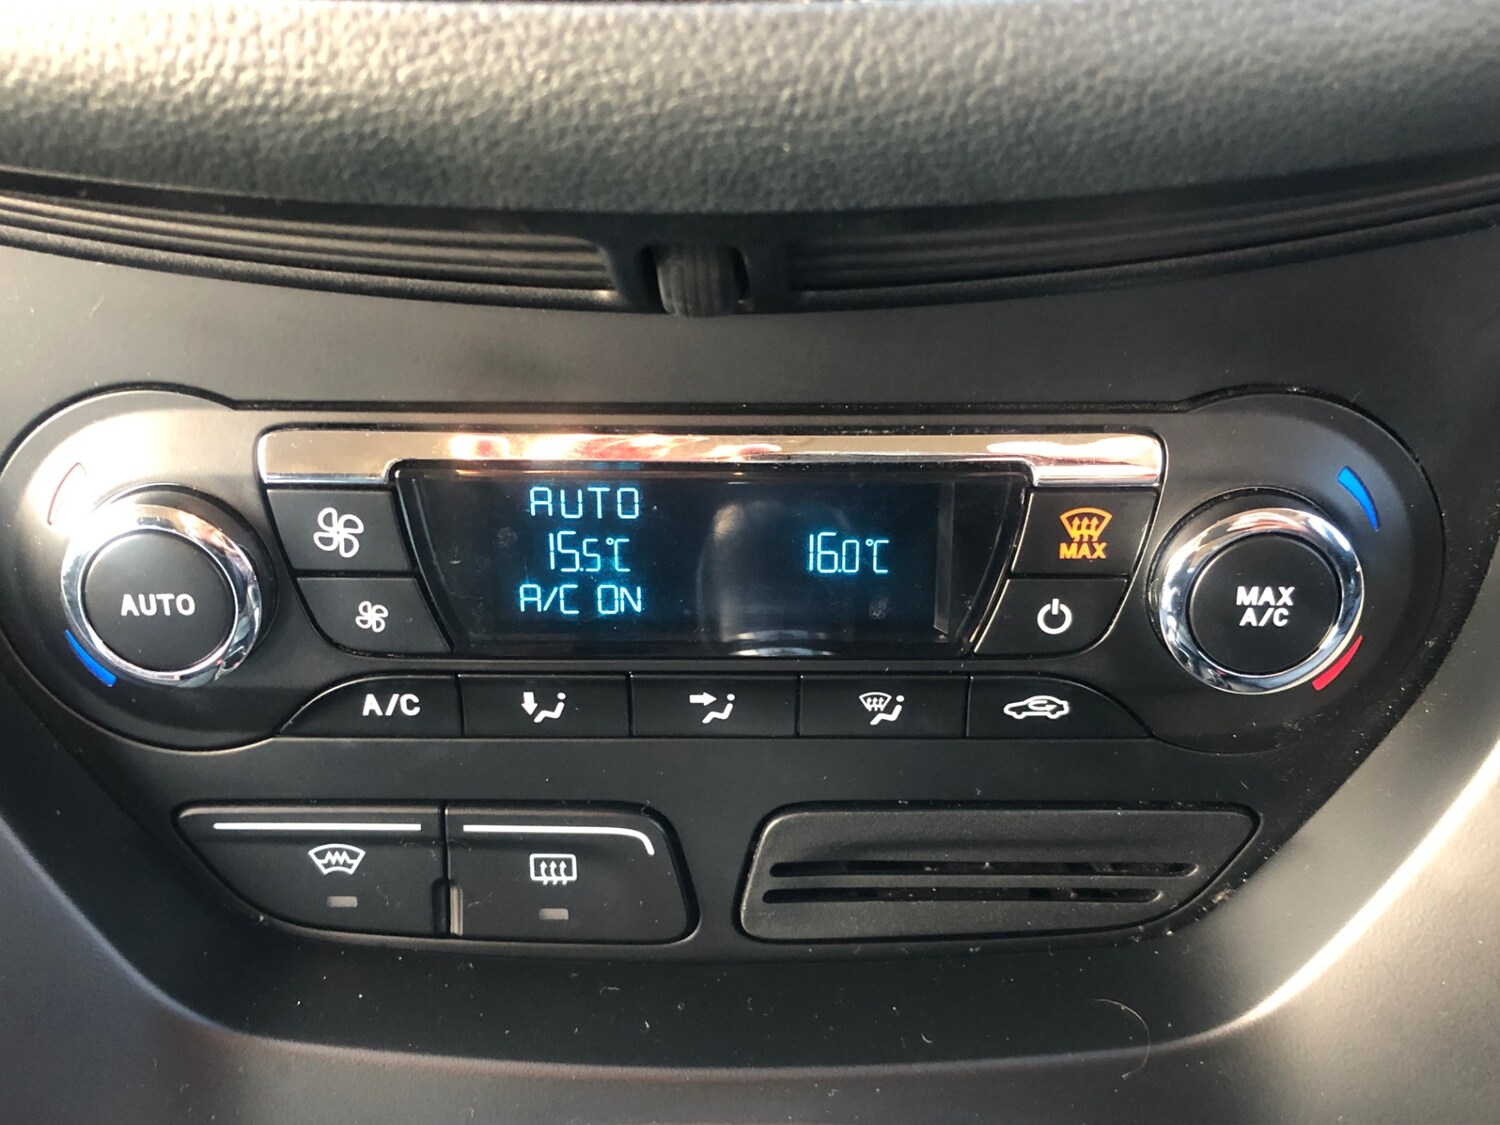 AUTO
15.5°C
A/C ON
16.0°C
MAX
AUTO
MAX
A/C
A/C